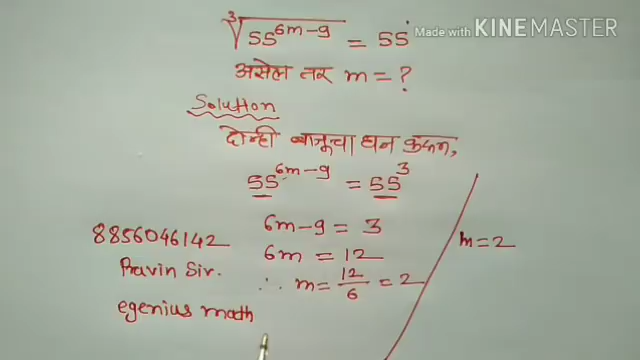 ∛(55^(6m-9)) = 55
Made with KINEMASTER
असेल तर m = ?
Solution
दोन्ही बाजूचा घन करून,
55^(6m-9) = 55^3
6m-9 = 3
6m = 12
∴ m = 12/6 = 2
m = 2
8856046142
Pravin Sir.
egenius math